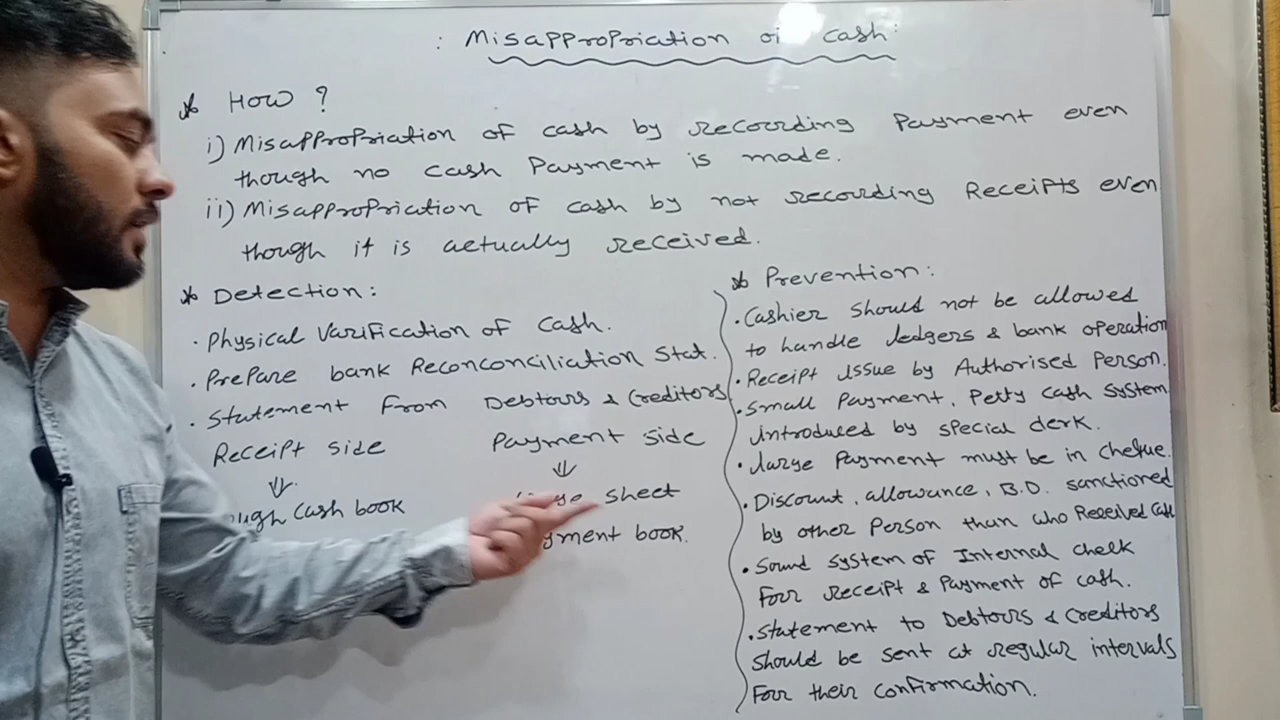 : Misappropriation of cash :
* How ?
i) Misappropriation of cash by recording Payment even
though no cash Payment is made.
ii) Misappropriation of cash by not recording Receipts even
though it is actually received.
* Detection :
. Physical Varification of Cash.
. Prepare bank Reconconciliation Stat.
. Statement From Debtors & Creditors
Receipt side Payment side
⇓ ⇓
Cash book sheet
book.
* Prevention :
. Cashier should not be allowed
to handle ledgers & bank operation
. Receipt issue by Authorised Person.
. Small Payment, Petty Cash System
introduced by special clerk.
. large Payment must be in Cheque.
. Discount, allowance, B.D. sanctioned
by other Person than who Received Cash
. Sound system of Internal check
For receipt & Payment of cash.
. Statement to Debtors & Creditors
should be sent at regular intervals
For their confirmation.